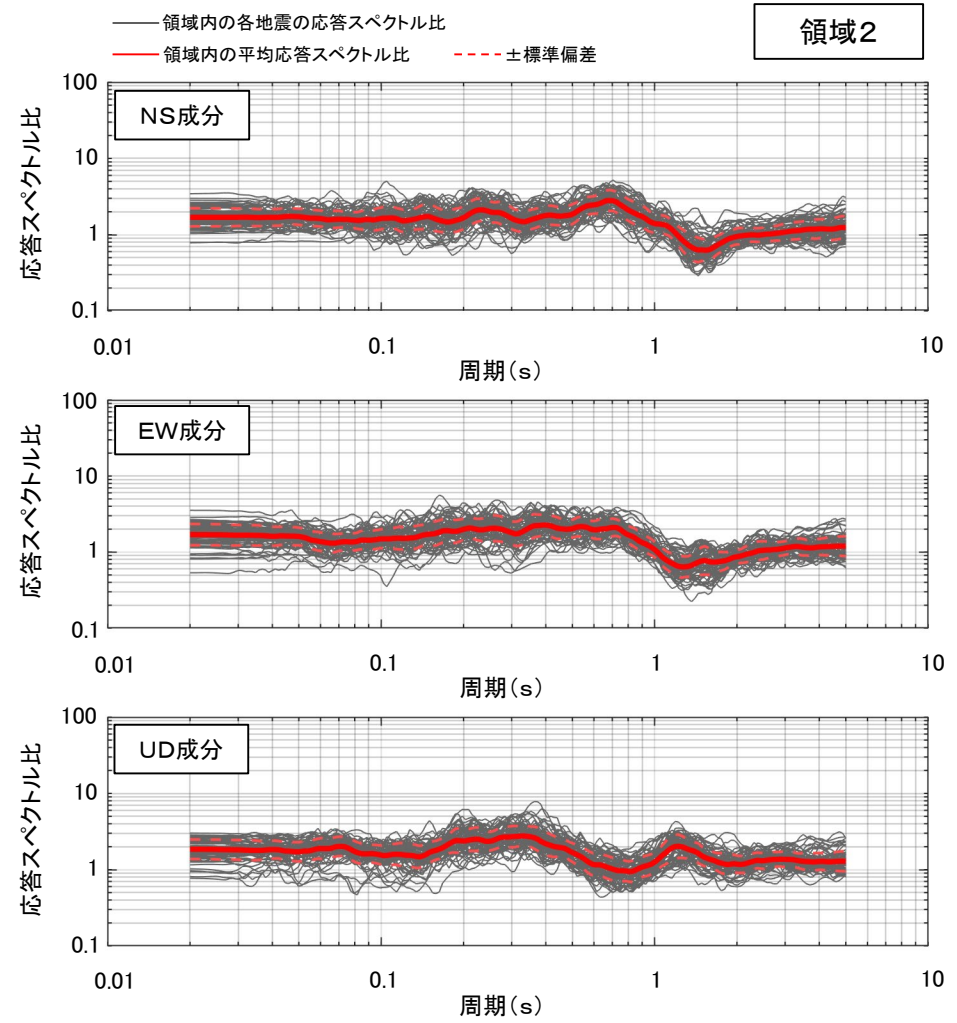 領域内の各地震の応答スペクトル比
領域内の平均応答スペクトル比 ±標準偏差
領域2
NS成分
応答スペクトル比
100
10
1
0.1
0.01 0.1 1 10
周期(s)
EW成分
応答スペクトル比
100
10
1
0.1
0.01 0.1 1 10
周期(s)
UD成分
応答スペクトル比
100
10
1
0.1
0.01 0.1 1 10
周期(s)